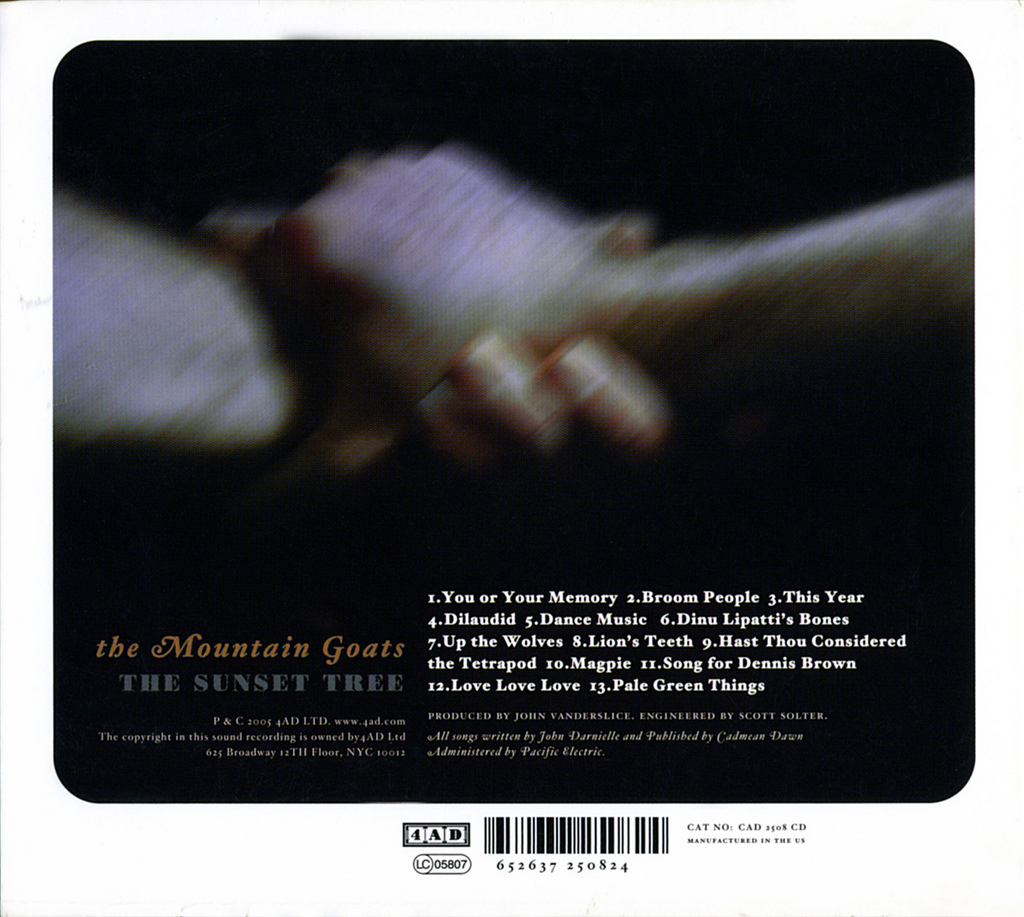 1.You or Your Memory 2.Broom People 3.This Year
4.Dilaudid 5.Dance Music 6.Dinu Lipatti's Bones
7.Up the Wolves 8.Lion's Teeth 9.Hast Thou Considered
the Tetrapod 10.Magpie 11.Song for Dennis Brown
12.Love Love Love 13.Pale Green Things
the Mountain Goats
THE SUNSET TREE
P & C 2005 4AD LTD. www.4ad.com
The copyright in this sound recording is owned by4AD Ltd
625 Broadway 12TH Floor, NYC 10012
PRODUCED BY JOHN VANDERSLICE. ENGINEERED BY SCOTT SOLTER.
All songs written by John Darnielle and Published by Cadmean Dawn
Administered by Pacific Electric.
4AD
LC 05807
652637 250824
CAT NO: CAD 2508 CD
MANUFACTURED IN THE US